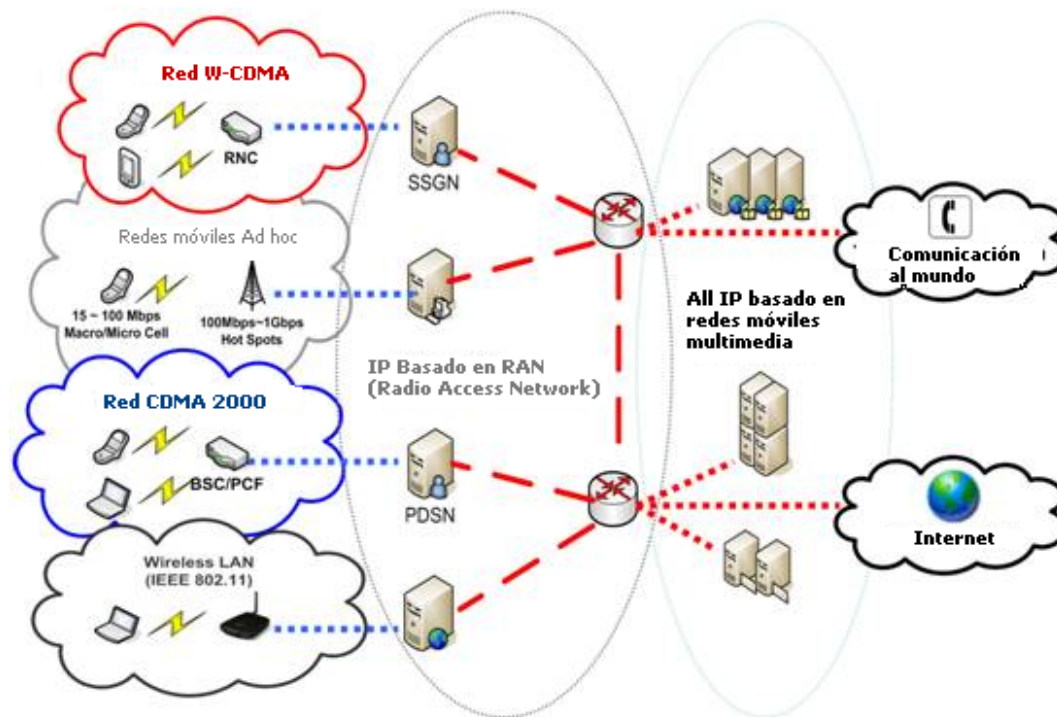 Red W-CDMA
RNC
SSGN
Redes móviles Ad hoc
15 ~ 100 Mbps
Macro/Micro Cell
100Mbps~1Gbps
Hot Spots
IP Basado en RAN
(Radio Access Network)
All IP basado en
redes móviles
multimedia
Comunicación
al mundo
Red CDMA 2000
BSC/PCF
PDSN
Internet
Wireless LAN
(IEEE 802.11)